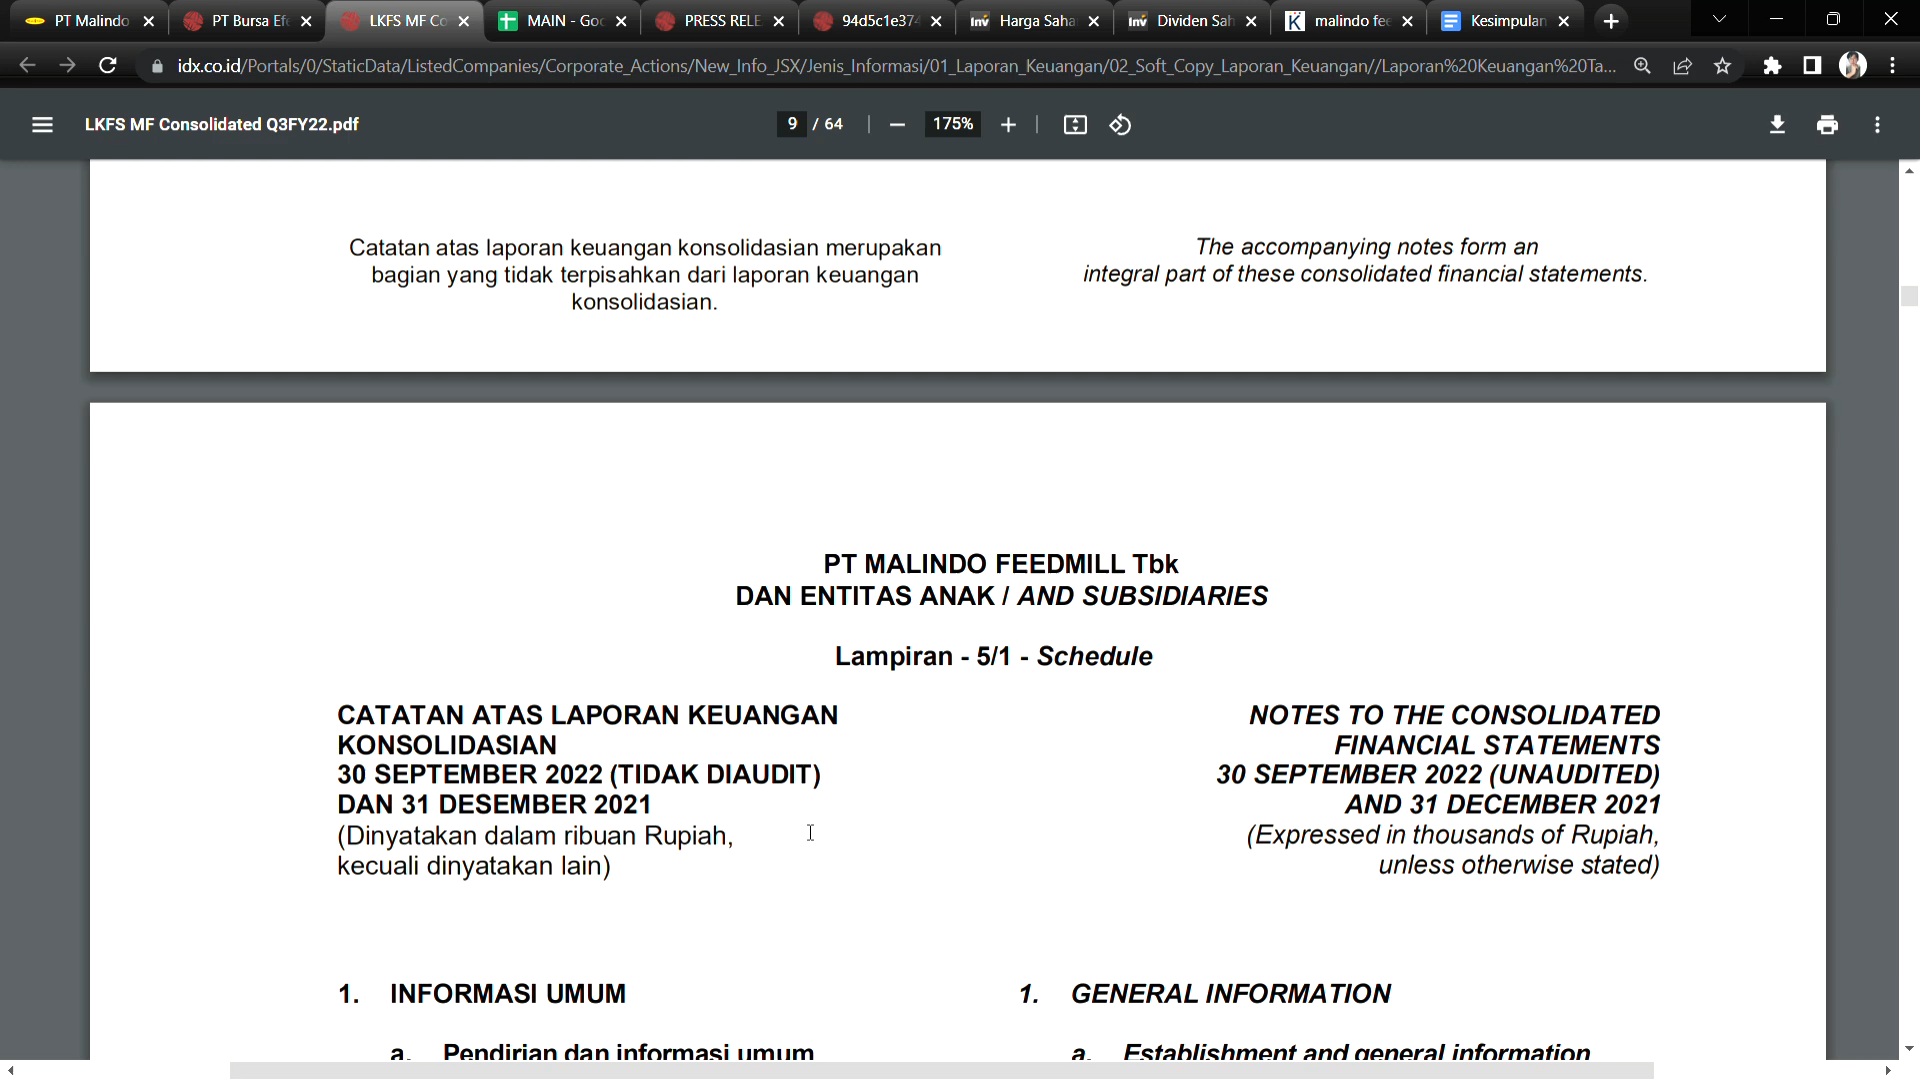 PT Malindo
PT Bursa Efe
LKFS MF Co
MAIN - Goo
PRESS RELE
94d5c1e374
Harga Saha
Dividen Sah
malindo fee
Kesimpulan
idx.co.id/Portals/0/StaticData/ListedCompanies/Corporate_Actions/New_Info_JSX/Jenis_Informasi/01_Laporan_Keuangan/02_Soft_Copy_Laporan_Keuangan//Laporan%20Keuangan%20Ta...
LKFS MF Consolidated Q3FY22.pdf
9 / 64
175%
Catatan atas laporan keuangan konsolidasian merupakan
bagian yang tidak terpisahkan dari laporan keuangan
konsolidasian.
The accompanying notes form an
integral part of these consolidated financial statements.
PT MALINDO FEEDMILL Tbk
DAN ENTITAS ANAK / AND SUBSIDIARIES
Lampiran - 5/1 - Schedule
CATATAN ATAS LAPORAN KEUANGAN
KONSOLIDASIAN
30 SEPTEMBER 2022 (TIDAK DIAUDIT)
DAN 31 DESEMBER 2021
(Dinyatakan dalam ribuan Rupiah,
kecuali dinyatakan lain)
NOTES TO THE CONSOLIDATED
FINANCIAL STATEMENTS
30 SEPTEMBER 2022 (UNAUDITED)
AND 31 DECEMBER 2021
(Expressed in thousands of Rupiah,
unless otherwise stated)
1. INFORMASI UMUM
a. Pendirian dan informasi umum
1. GENERAL INFORMATION
a. Establishment and general information